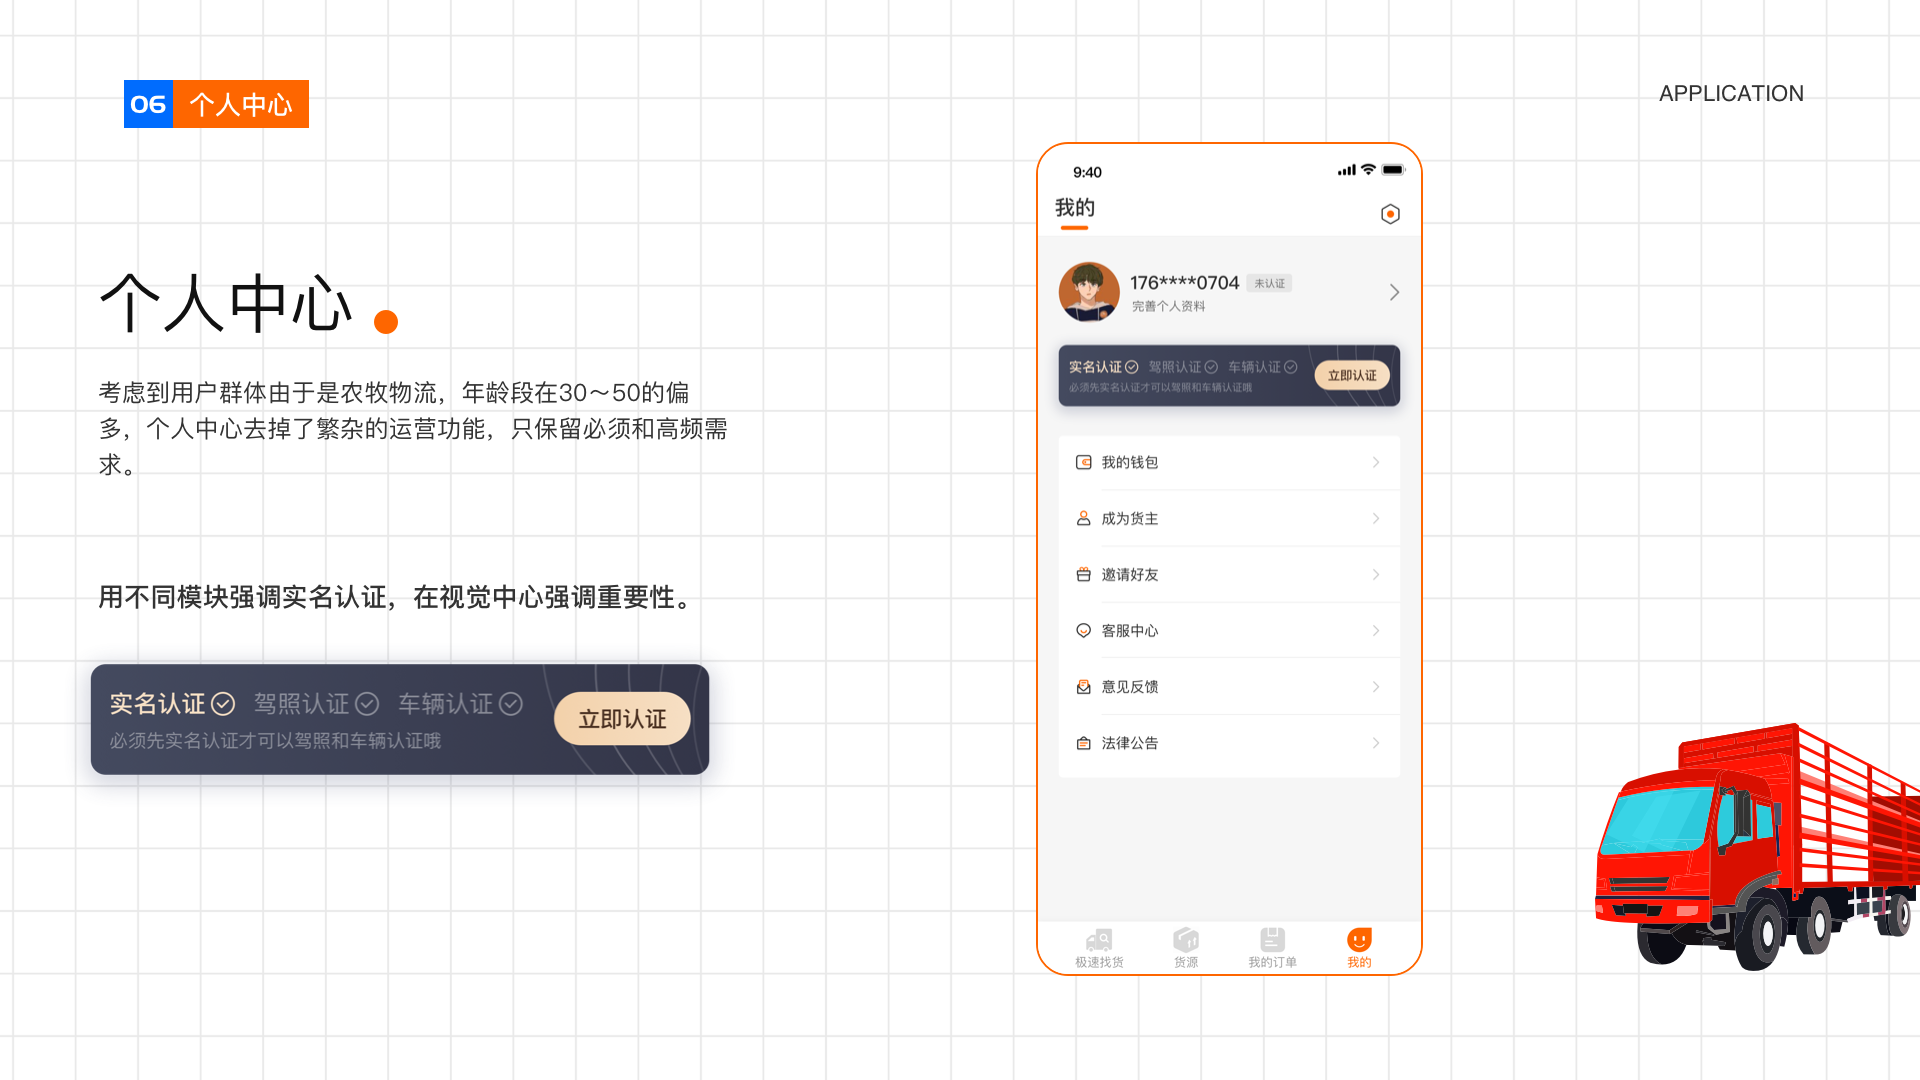 06 个人中心
APPLICATION
个人中心
考虑到用户群体由于是农牧物流，年龄段在30～50的偏
多，个人中心去掉了繁杂的运营功能，只保留必须和高频需
求。
用不同模块强调实名认证，在视觉中心强调重要性。
实名认证 驾照认证 车辆认证
必须先实名认证才可以驾照和车辆认证哦
立即认证
9:40
我的
176****0704 未认证
完善个人资料
实名认证 驾照认证 车辆认证
必须先实名认证才可以驾照和车辆认证哦
立即认证
我的钱包
成为货主
邀请好友
客服中心
意见反馈
法律公告
极速找货 货源 我的订单 我的